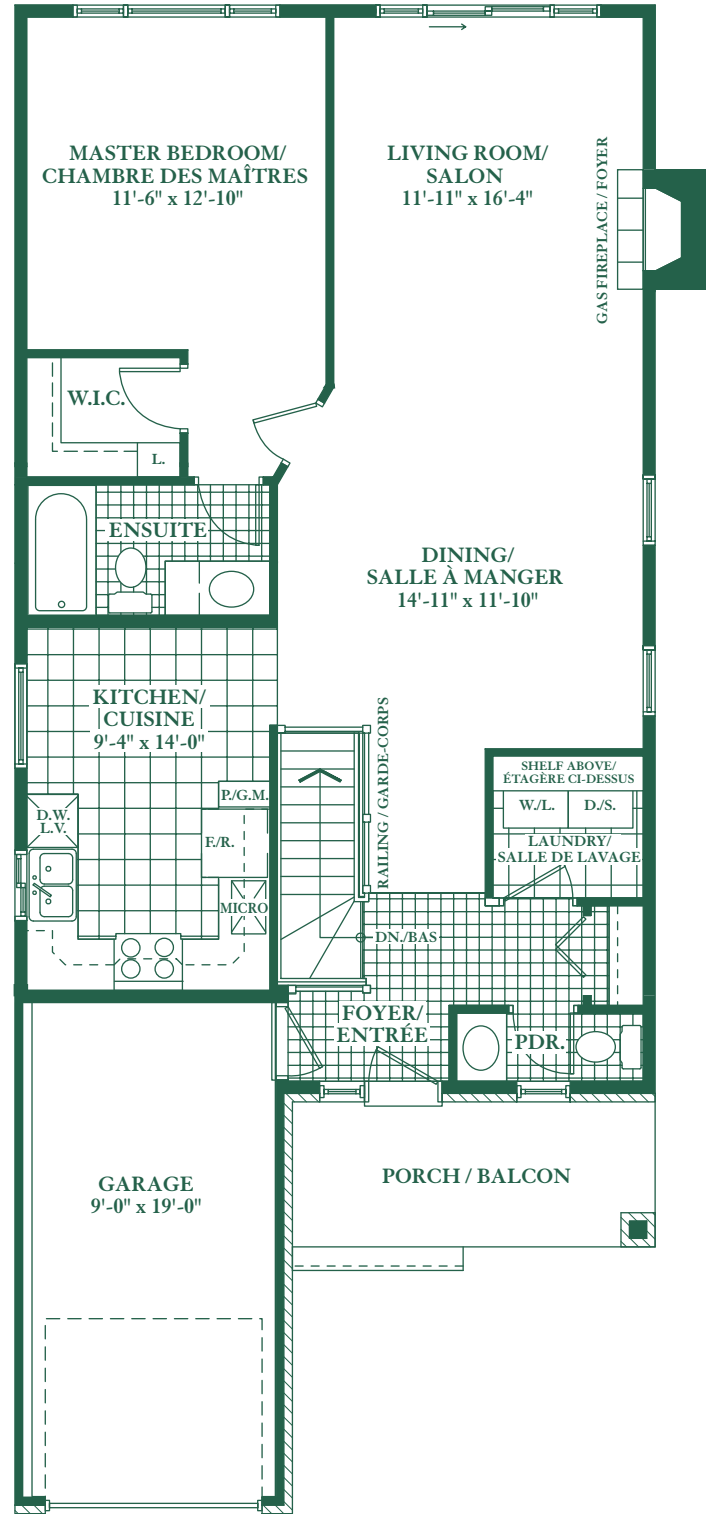 MASTER BEDROOM/
CHAMBRE DES MAÎTRES
11'-6" x 12'-10"
LIVING ROOM/
SALON
11'-11" x 16'-4"
GAS FIREPLACE / FOYER
W.I.C.
L.
ENSUITE
DINING/
SALLE À MANGER
14'-11" x 11'-10"
KITCHEN/
CUISINE
9'-4" x 14'-0"
P./G.M.
D.W.
L.V.
F./R.
MICRO
RAILING / GARDE-CORPS
SHELF ABOVE/
ÉTAGÈRE CI-DESSUS
W./L.
D./S.
LAUNDRY/
SALLE DE LAVAGE
DN./BAS
FOYER/
ENTRÉE
PDR.
GARAGE
9'-0" x 19'-0"
PORCH / BALCON